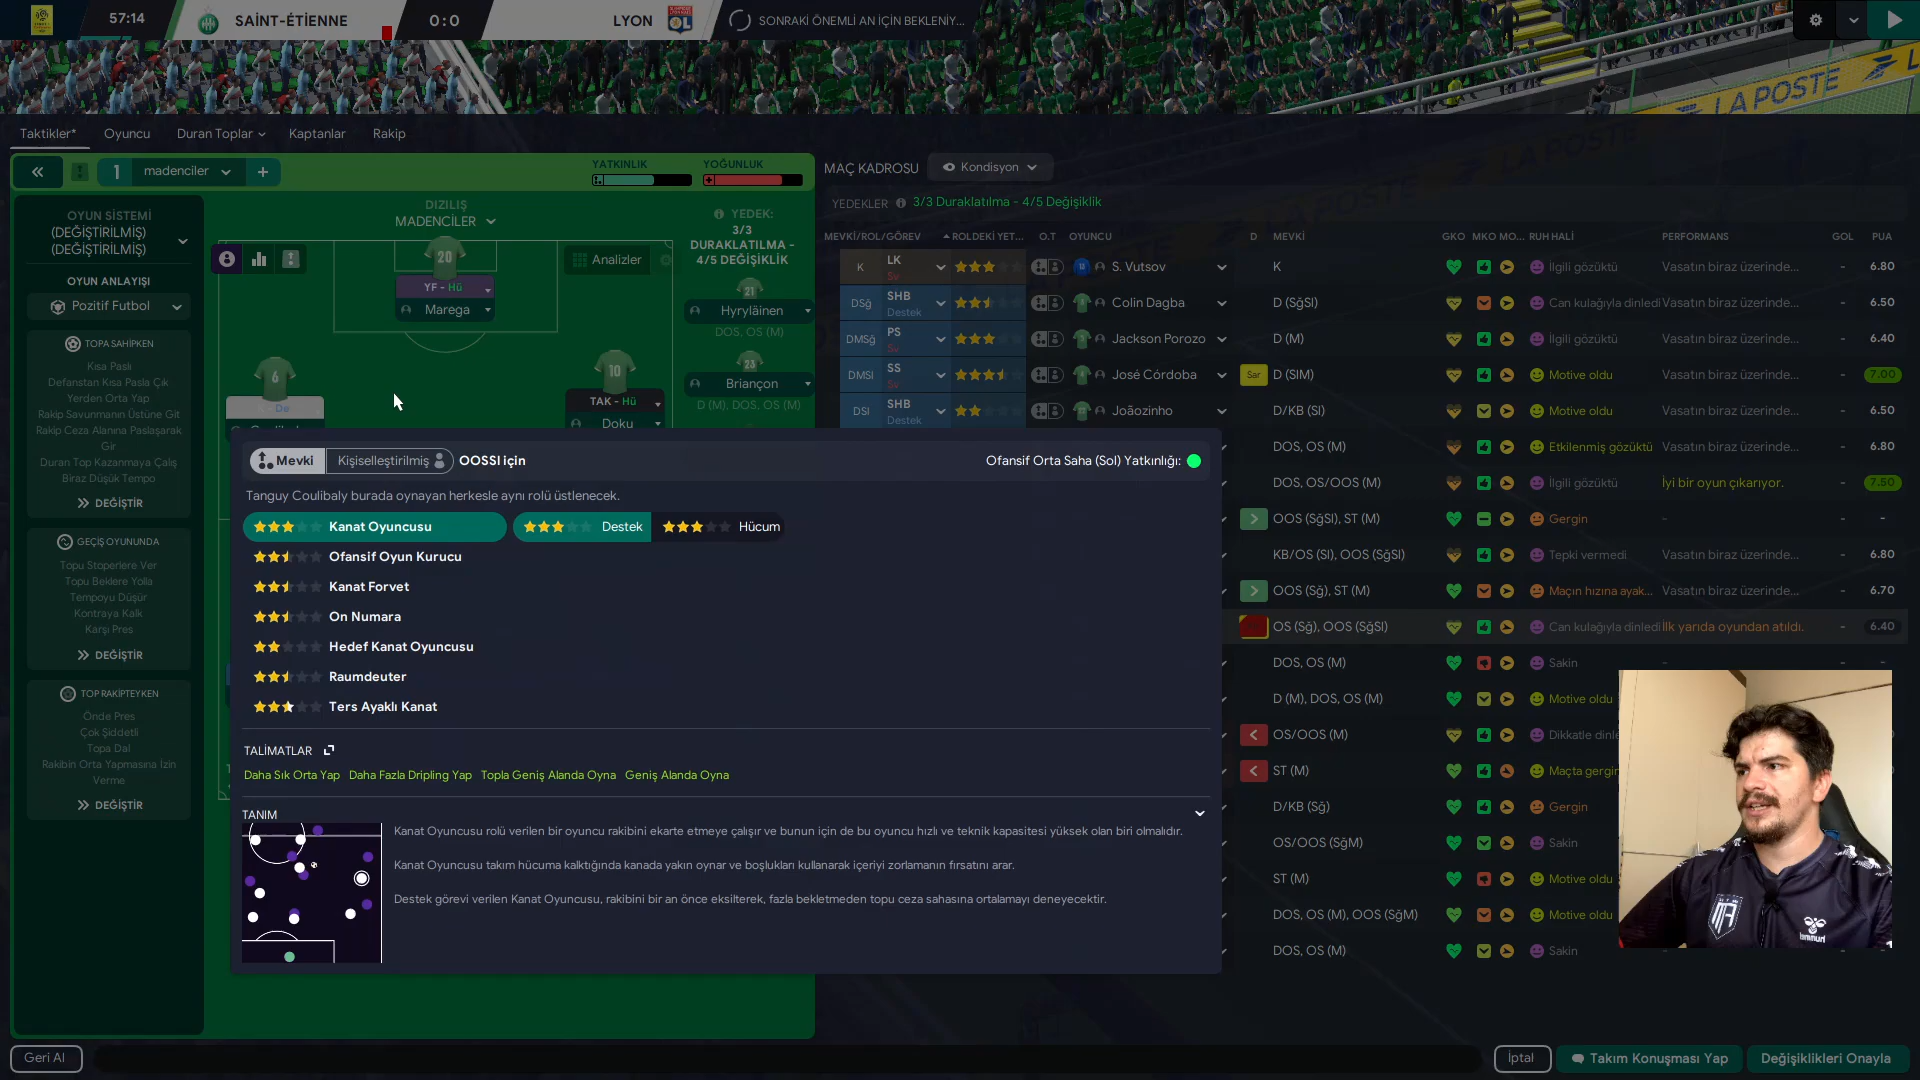 57:14
SAINT-ÉTIENNE
0:0
LYON
SONRAKİ ÖNEMLİ AN İÇİN BEKLENİY...
LA POSTE
Taktikler*
Oyuncu
Duran Toplar
Kaptanlar
Rakip
1
madenciler
YATKINLIK
YOĞUNLUK
MAÇ KADROSU
Kondisyon
YEDEKLER 3/3 Duraklatılma - 4/5 Değişiklik
OYUN SİSTEMİ
(DEĞİŞTİRİLMİŞ)
(DEĞİŞTİRİLMİŞ)
OYUN ANLAYIŞI
Pozitif Futbol
TOPA SAHİPKEN
Kısa Paslı
Defanstan Kısa Pasla Çık
Yerden Orta Yap
Rakip Savunmanın Üstüne Git
Rakip Ceza Alanına Paslaşarak
Gir
Duran Top Kazanmaya Çalış
Biraz Düşük Tempo
DEĞİŞTİR
GEÇİŞ OYUNUNDA
Topu Stoperlere Ver
Topu Beklere Yolla
Tempoyu Düşür
Kontraya Kalk
Karşı Pres
DEĞİŞTİR
TOP RAKİPTEYKEN
Önde Pres
Çok Şiddetli
Topa Dal
Rakibin Orta Yapmasına İzin
Verme
DEĞİŞTİR
DİZİLİŞ
MADENCİLER
Analizler
20
YF - Hü
Marega
6
De
10
TAK - Hü
Doku
YEDEK:
3/3
DURAKLATILMA -
4/5 DEĞİŞİKLİK
21
Hyryläinen
DOS, OS (M)
23
Briançon
D (M), DOS, OS (M)
MEVKİ/ROL/GÖREV ROLDEKİ YET... O.T OYUNCU D MEVKİ GKO MKO MO... RUH HALİ PERFORMANS GOL PUA
K LK Sv S. Vutsov K İlgili gözüktü Vasatın biraz üzerinde... - 6.80
DSğ SHB Destek Colin Dagba D (SğSl) Can kulağıyla dinledi Vasatın biraz üzerinde... - 6.50
DMSğ PS Sv Jackson Porozo D (M) İlgili gözüktü Vasatın biraz üzerinde... - 6.40
DMSl SS Sv José Córdoba Sar D (SlM) Motive oldu Vasatın biraz üzerinde... - 7.00
DSl SHB Destek Joãozinho D/KB (Sl) Motive oldu Vasatın biraz üzerinde... - 6.50
DOS, OS (M) Etkilenmiş gözüktü Vasatın biraz üzerinde... - 6.80
DOS, OS/OOS (M) İlgili gözüktü İyi bir oyun çıkarıyor. - 7.50
OOS (SğSl), ST (M) Gergin - - -
KB/OS (Sl), OOS (SğSl) Tepki vermedi Vasatın biraz üzerinde... - 6.80
OOS (Sğ), ST (M) Maçın hızına ayak... Vasatın biraz üzerinde... - 6.70
OS (Sğ), OOS (SğSl) Can kulağıyla dinledi İlk yarıda oyundan atıldı. - 6.40
DOS, OS (M) Sakin
D (M), DOS, OS (M) Motive oldu
OS/OOS (M) Dikkatle dinle
ST (M) Maçta gergin
D/KB (Sğ) Gergin
OS/OOS (SğM) Sakin
ST (M) Motive oldu
DOS, OS (M), OOS (SğM) Motive oldu
DOS, OS (M) Sakin
Mevki
Kişiselleştirilmiş
OOSSl için
Ofansif Orta Saha (Sol) Yatkınlığı:
Tanguy Coulibaly burada oynayan herkesle aynı rolü üstlenecek.
Kanat Oyuncusu
Destek
Hücum
Ofansif Oyun Kurucu
Kanat Forvet
On Numara
Hedef Kanat Oyuncusu
Raumdeuter
Ters Ayaklı Kanat
TALİMATLAR
Daha Sık Orta Yap Daha Fazla Dripling Yap Topla Geniş Alanda Oyna Geniş Alanda Oyna
TANIM
Kanat Oyuncusu rolü verilen bir oyuncu rakibini ekarte etmeye çalışır ve bunun için de bu oyuncu hızlı ve teknik kapasitesi yüksek olan biri olmalıdır.
Kanat Oyuncusu takım hücuma kalktığında kanada yakın oynar ve boşlukları kullanarak içeriyi zorlamanın fırsatını arar.
Destek görevi verilen Kanat Oyuncusu, rakibini bir an önce eksilterek, fazla bekletmeden topu ceza sahasına ortalamayı deneyecektir.
hummel
Geri Al
İptal
Takım Konuşması Yap
Değişiklikleri Onayla